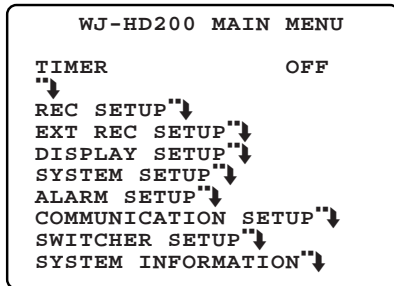 WJ-HD200 MAIN MENU
TIMER OFF
REC SETUP
EXT REC SETUP
DISPLAY SETUP
SYSTEM SETUP
ALARM SETUP
COMMUNICATION SETUP
SWITCHER SETUP
SYSTEM INFORMATION